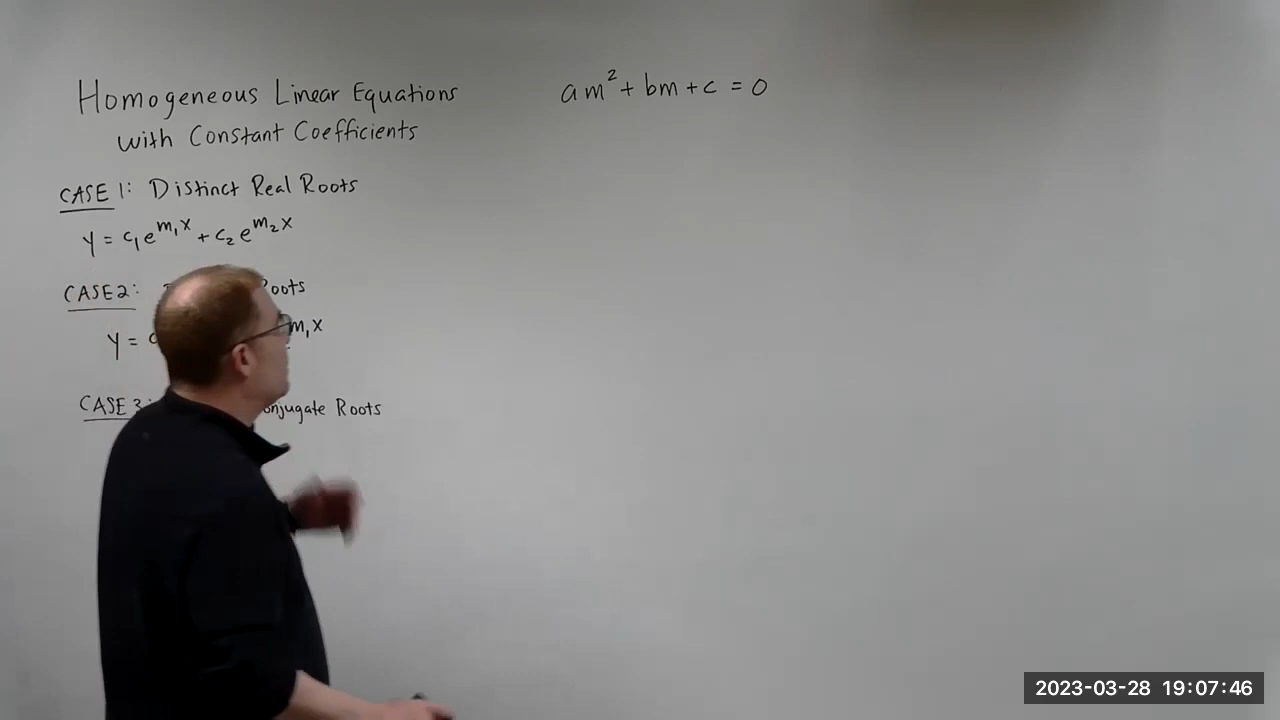 Homogeneous Linear Equations
with Constant Coefficients
am² + bm + c = 0
CASE 1: Distinct Real Roots
y = c₁e^{m₁x} + c₂e^{m₂x}
CASE 2: Roots
y = m₁x
CASE 3: Conjugate Roots
2023-03-28 19:07:46